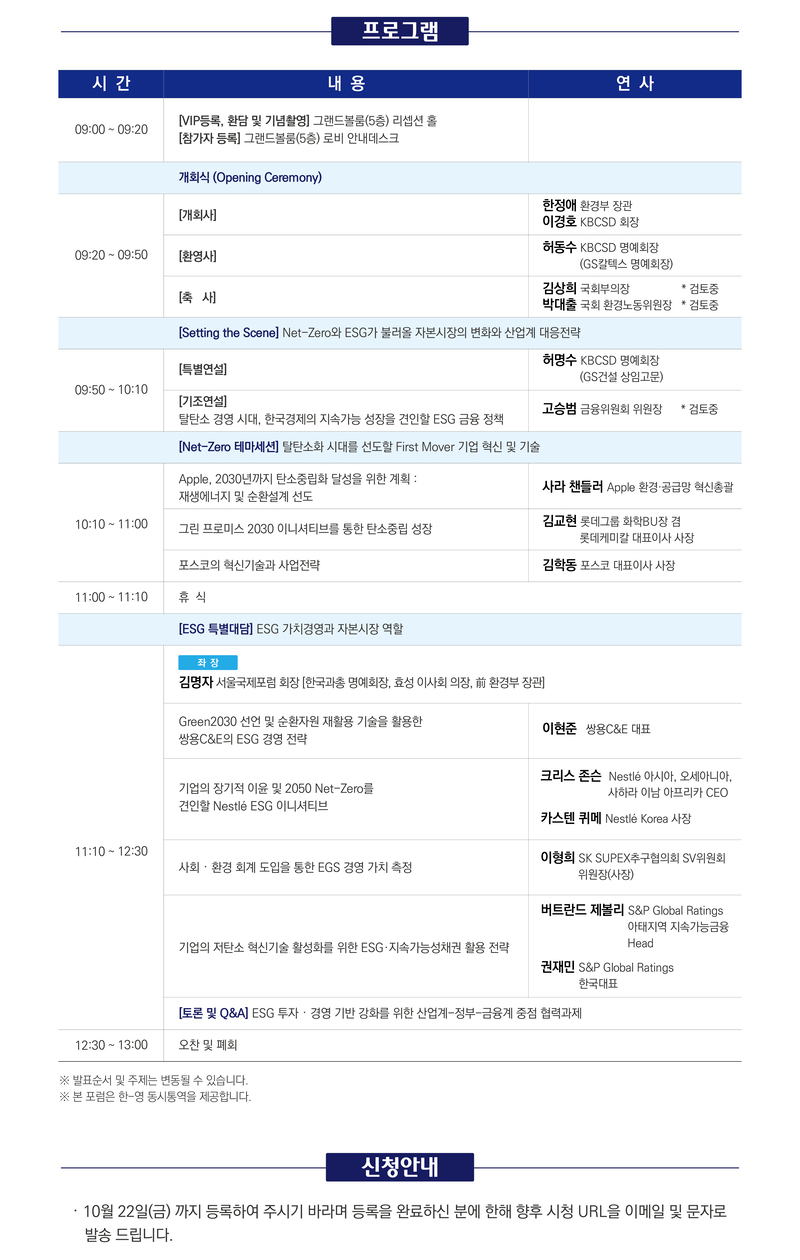 프로그램
시 간 내 용 연 사
09:00 ~ 09:20
[VIP등록, 환담 및 기념촬영] 그랜드볼룸(5층) 리셉션 홀
[참가자 등록] 그랜드볼룸(5층) 로비 안내데스크
개회식 (Opening Ceremony)
09:20 ~ 09:50
[개회사]
한정애 환경부 장관
이경호 KBCSD 회장
[환영사]
허동수 KBCSD 명예회장
(GS칼텍스 명예회장)
[축 사]
김상희 국회부의장 * 검토중
박대출 국회 환경노동위원장 * 검토중
[Setting the Scene] Net-Zero와 ESG가 불러올 자본시장의 변화와 산업계 대응전략
09:50 ~ 10:10
[특별연설]
허명수 KBCSD 명예회장
(GS건설 상임고문)
[기조연설]
탈탄소 경영 시대, 한국경제의 지속가능 성장을 견인할 ESG 금융 정책
고승범 금융위원회 위원장 * 검토중
[Net-Zero 테마세션] 탈탄소화 시대를 선도할 First Mover 기업 혁신 및 기술
10:10 ~ 11:00
Apple, 2030년까지 탄소중립화 달성을 위한 계획 :
재생에너지 및 순환설계 선도
사라 챈들러 Apple 환경·공급망 혁신총괄
그린 프로미스 2030 이니셔티브를 통한 탄소중립 성장
김교현 롯데그룹 화학BU장 겸
롯데케미칼 대표이사 사장
포스코의 혁신기술과 사업전략
김학동 포스코 대표이사 사장
11:00 ~ 11:10
휴 식
[ESG 특별대담] ESG 가치경영과 자본시장 역할
11:10 ~ 12:30
좌 장
김명자 서울국제포럼 회장 [한국과총 명예회장, 효성 이사회 의장, 前 환경부 장관]
Green2030 선언 및 순환자원 재활용 기술을 활용한
쌍용C&E의 ESG 경영 전략
이현준 쌍용C&E 대표
기업의 장기적 이윤 및 2050 Net-Zero를
견인할 Nestlé ESG 이니셔티브
크리스 존슨 Nestlé 아시아, 오세아니아,
사하라 이남 아프리카 CEO
카스텐 퀴메 Nestlé Korea 사장
사회 · 환경 회계 도입을 통한 EGS 경영 가치 측정
이형희 SK SUPEX추구협의회 SV위원회
위원장(사장)
기업의 저탄소 혁신기술 활성화를 위한 ESG·지속가능성채권 활용 전략
버트란드 제볼리 S&P Global Ratings
아태지역 지속가능금융
Head
권재민 S&P Global Ratings
한국대표
[토론 및 Q&A] ESG 투자 · 경영 기반 강화를 위한 산업계-정부-금융계 중점 협력과제
12:30 ~ 13:00
오찬 및 폐회
※ 발표순서 및 주제는 변동될 수 있습니다.
※ 본 포럼은 한-영 동시통역을 제공합니다.
신청안내
· 10월 22일(금) 까지 등록하여 주시기 바라며 등록을 완료하신 분에 한해 향후 시청 URL을 이메일 및 문자로
발송 드립니다.